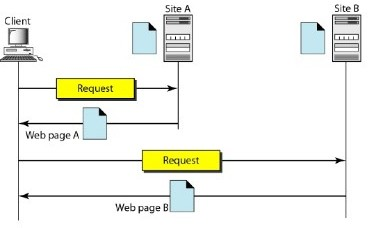 Client
Site A
Site B
Request
Web page A
Request
Web page B